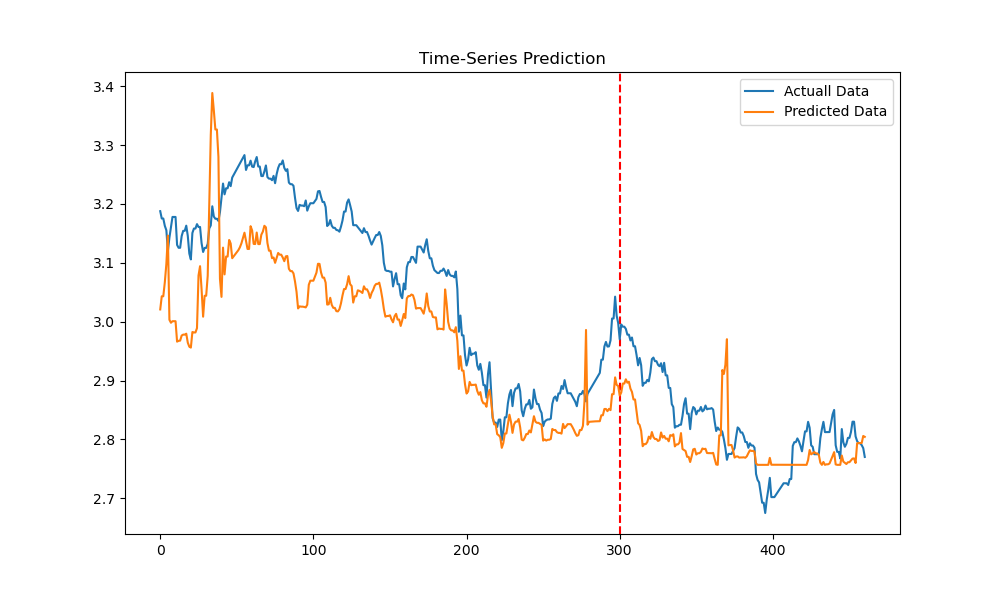 Time-Series Prediction
Actuall Data
Predicted Data
3.4
3.3
3.2
3.1
3.0
2.9
2.8
2.7
0 100 200 300 400